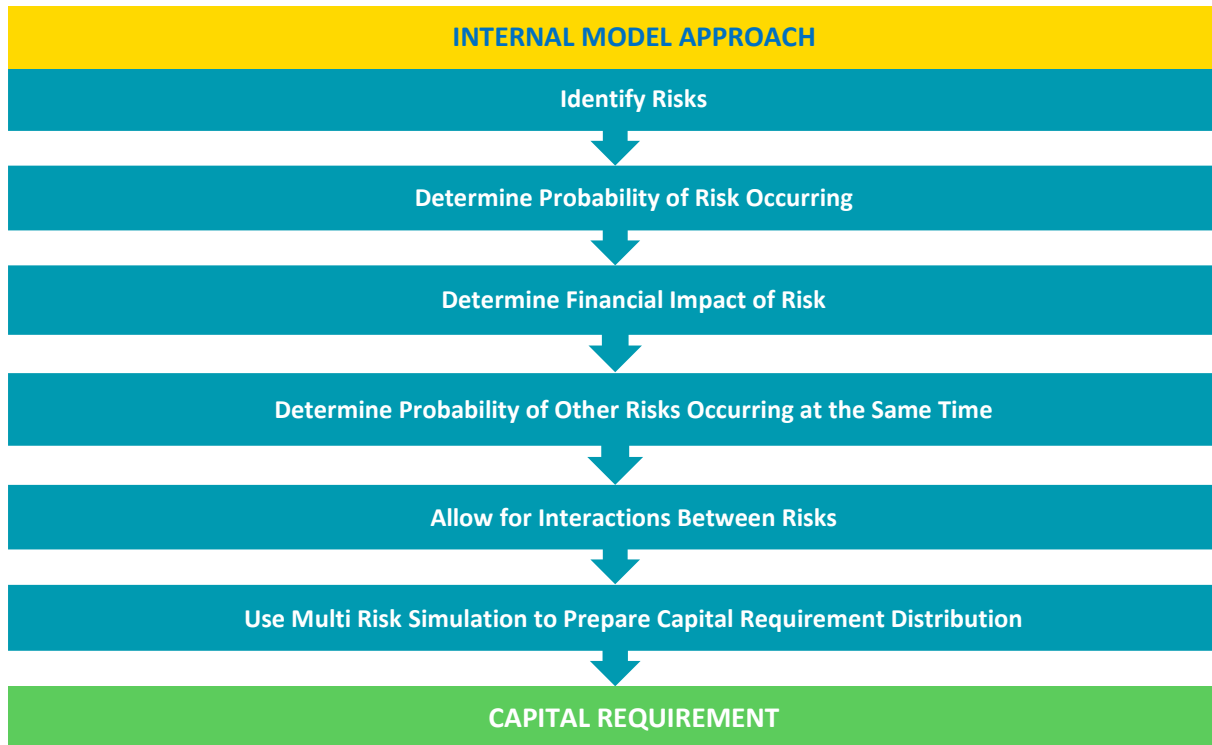 INTERNAL MODEL APPROACH
Identify Risks
Determine Probability of Risk Occurring
Determine Financial Impact of Risk
Determine Probability of Other Risks Occurring at the Same Time
Allow for Interactions Between Risks
Use Multi Risk Simulation to Prepare Capital Requirement Distribution
CAPITAL REQUIREMENT